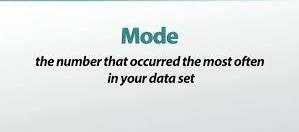 Mode
the number that occurred the most often
in your data set